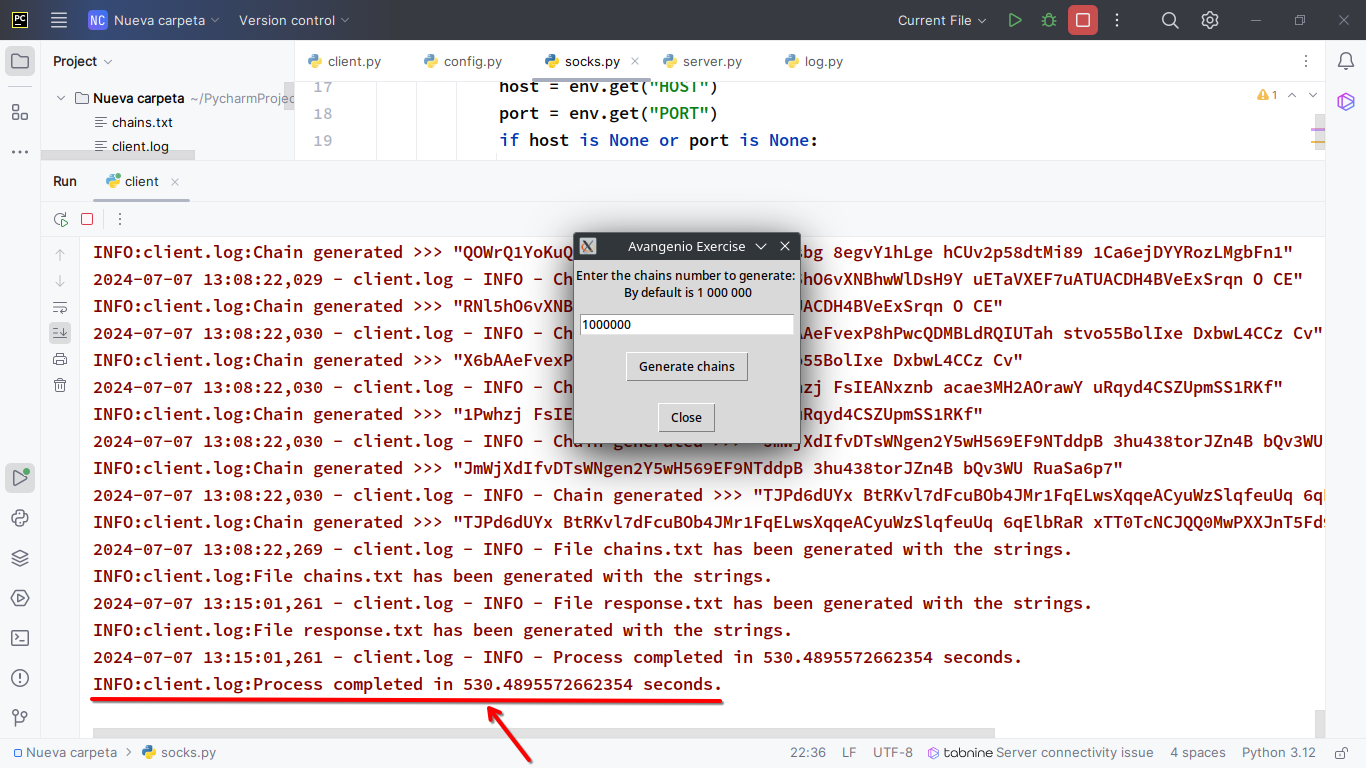 PC
NC Nueva carpeta Version control Current File
Project
client.py config.py socks.py server.py log.py
Nueva carpeta ~/PycharmProjec
chains.txt
client.log
17 host = env.get("HOST")
18 port = env.get("PORT")
19 if host is None or port is None:
1
Run client
INFO:client.log:Chain generated >>> "QOWrQ1YoKuQ bg 8egvY1hLge hCUv2p58dtMi89 1Ca6ejDYYRozLMgbFn1"
2024-07-07 13:08:22,029 - client.log - INFO - Ch hO6vXNBhwWlDsH9Y uETaVXEF7uATUACDH4BVeExSrqn O CE"
INFO:client.log:Chain generated >>> "RNl5hO6vXNB ACDH4BVeExSrqn O CE"
2024-07-07 13:08:22,030 - client.log - INFO - Ch AeFvexP8hPwcQDMBLdRQIUTah stvo55BolIxe DxbwL4CCz Cv"
INFO:client.log:Chain generated >>> "X6bAAeFvexP o55BolIxe DxbwL4CCz Cv"
2024-07-07 13:08:22,030 - client.log - INFO - Ch zj FsIEANxznb acae3MH2AOrawY uRqyd4CSZUpmSS1RKf"
INFO:client.log:Chain generated >>> "1Pwhzj FsIE uRqyd4CSZUpmSS1RKf"
2024-07-07 13:08:22,030 - client.log - INFO - Chain generated >>> "JmWjXdIfvDTsWNgen2Y5wH569EF9NTddpB 3hu438torJZn4B bQv3WU
INFO:client.log:Chain generated >>> "JmWjXdIfvDTsWNgen2Y5wH569EF9NTddpB 3hu438torJZn4B bQv3WU RuaSa6p7"
2024-07-07 13:08:22,030 - client.log - INFO - Chain generated >>> "TJPd6dUYx BtRKvl7dFcuBOb4JMr1FqELwsXqqeACyuWzSlqfeuUq 6q
INFO:client.log:Chain generated >>> "TJPd6dUYx BtRKvl7dFcuBOb4JMr1FqELwsXqqeACyuWzSlqfeuUq 6qElbRaR xTT0TcNCJQQ0MwPXXJnT5Fd
2024-07-07 13:08:22,269 - client.log - INFO - File chains.txt has been generated with the strings.
INFO:client.log:File chains.txt has been generated with the strings.
2024-07-07 13:15:01,261 - client.log - INFO - File response.txt has been generated with the strings.
INFO:client.log:File response.txt has been generated with the strings.
2024-07-07 13:15:01,261 - client.log - INFO - Process completed in 530.4895572662354 seconds.
INFO:client.log:Process completed in 530.4895572662354 seconds.
Avangenio Exercise
Enter the chains number to generate:
By default is 1 000 000
1000000
Generate chains
Close
Nueva carpeta socks.py 22:36 LF UTF-8 tabnine Server connectivity issue 4 spaces Python 3.12